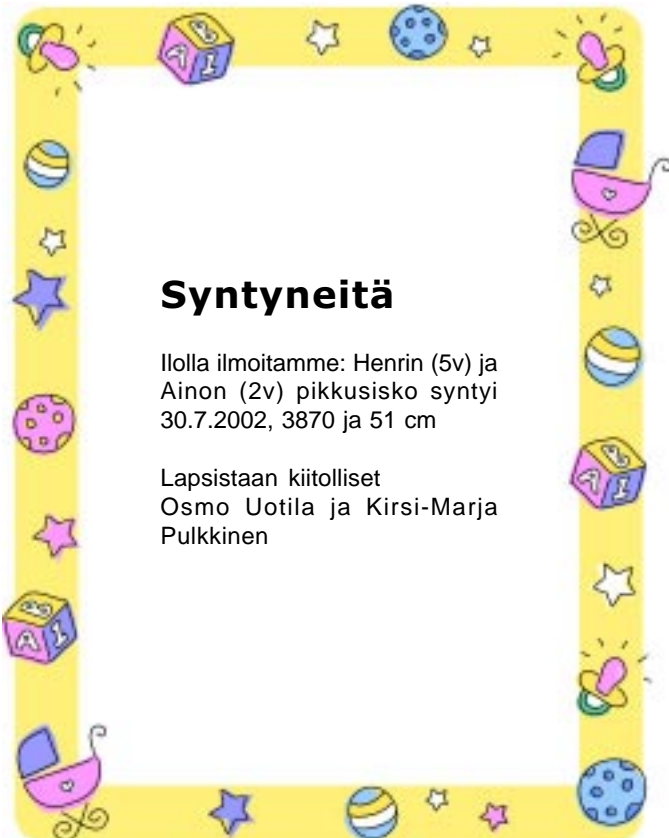 Syntyneitä
Ilolla ilmoitamme: Henrin (5v) ja
Ainon (2v) pikkusisko syntyi
30.7.2002, 3870 ja 51 cm
Lapsistaan kiitolliset
Osmo Uotila ja Kirsi-Marja
Pulkkinen